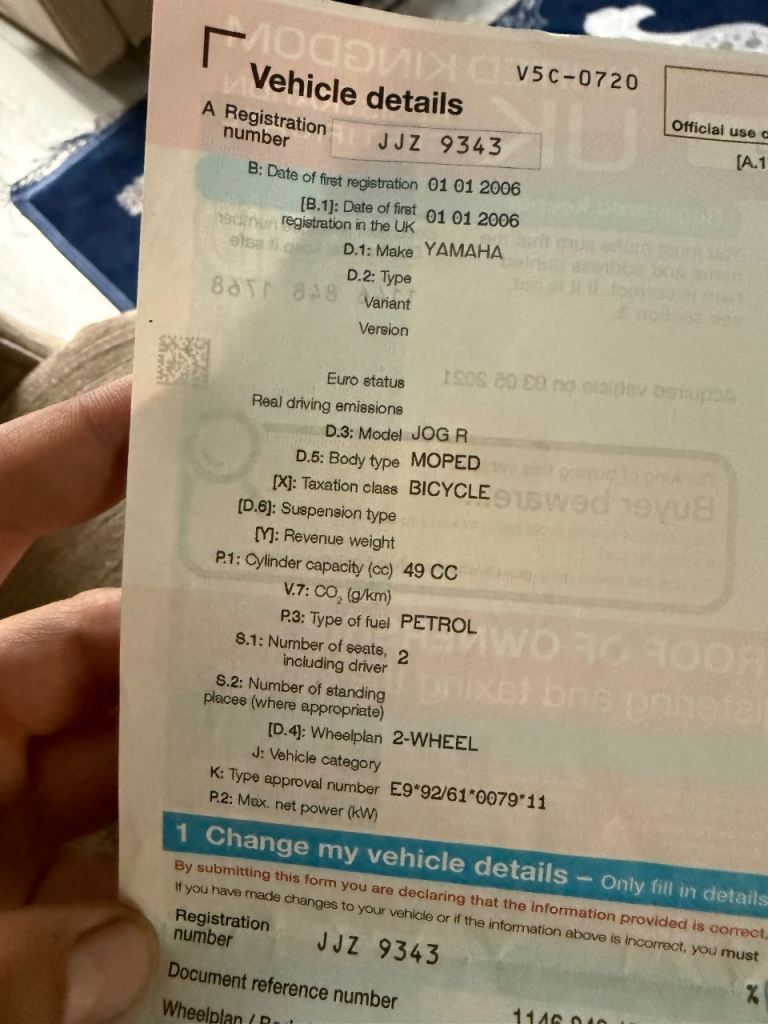 V5C-0720
Vehicle details
Official use
A Registration number JJZ 9343
[A.1
B: Date of first registration 01 01 2006
[B.1]: Date of first registration in the UK 01 01 2006
D.1: Make YAMAHA
D.2: Type
Variant
Version
Euro status
Real driving emissions
D.3: Model JOG R
D.5: Body type MOPED
[X]: Taxation class BICYCLE
[D.6]: Suspension type
[Y]: Revenue weight
P.1: Cylinder capacity (cc) 49 CC
V.7: CO₂ (g/km)
P.3: Type of fuel PETROL
S.1: Number of seats, including driver 2
S.2: Number of standing places (where appropriate)
[D.4]: Wheelplan 2-WHEEL
J: Vehicle category
K: Type approval number E9*92/61*0079*11
P.2: Max. net power (kW)
1 Change my vehicle details – Only fill in details
By submitting this form you are declaring that the information provided is correct.
If you have made changes to your vehicle or if the information above is incorrect, you must
Registration number JJZ 9343
%
Document reference number
Wheelplan /